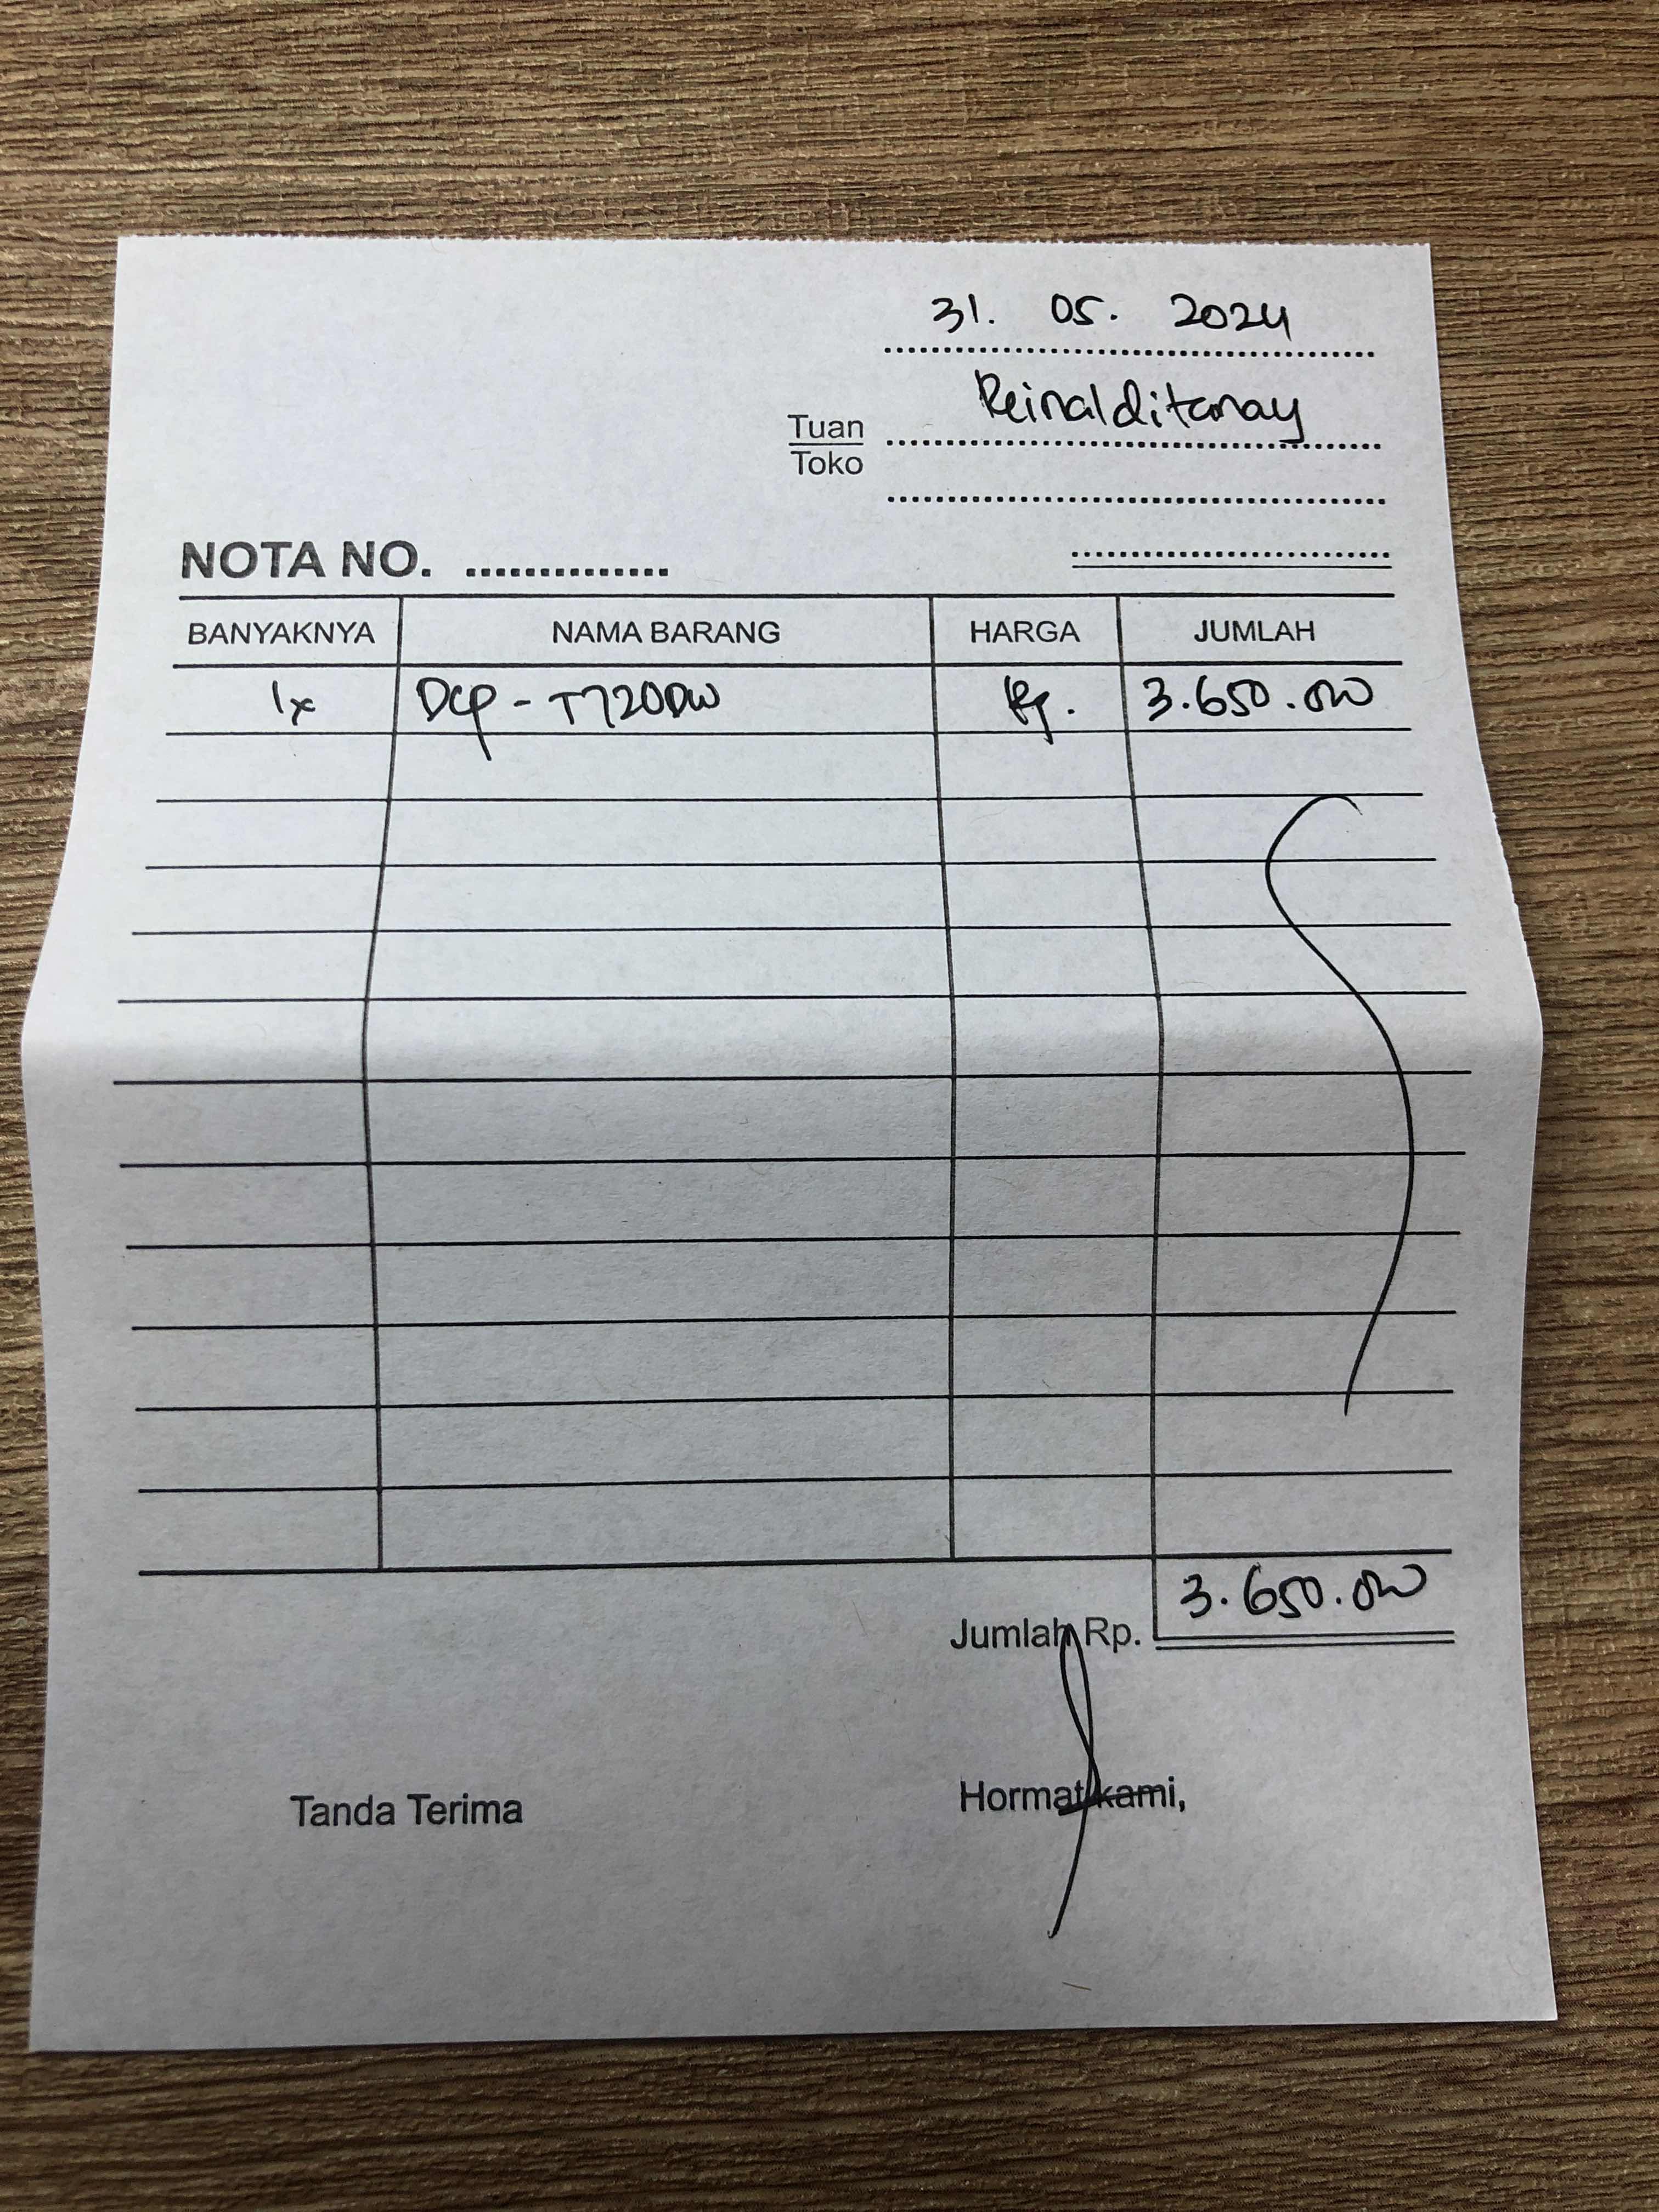 31. 05. 2024
Tuan Reinalditanay
Toko
NOTA NO. ..............
BANYAKNYA NAMA BARANG HARGA JUMLAH
1x DCP - T720DW Rp. 3.650.000
Jumlah Rp. 3.650.000
Tanda Terima Hormat kami,